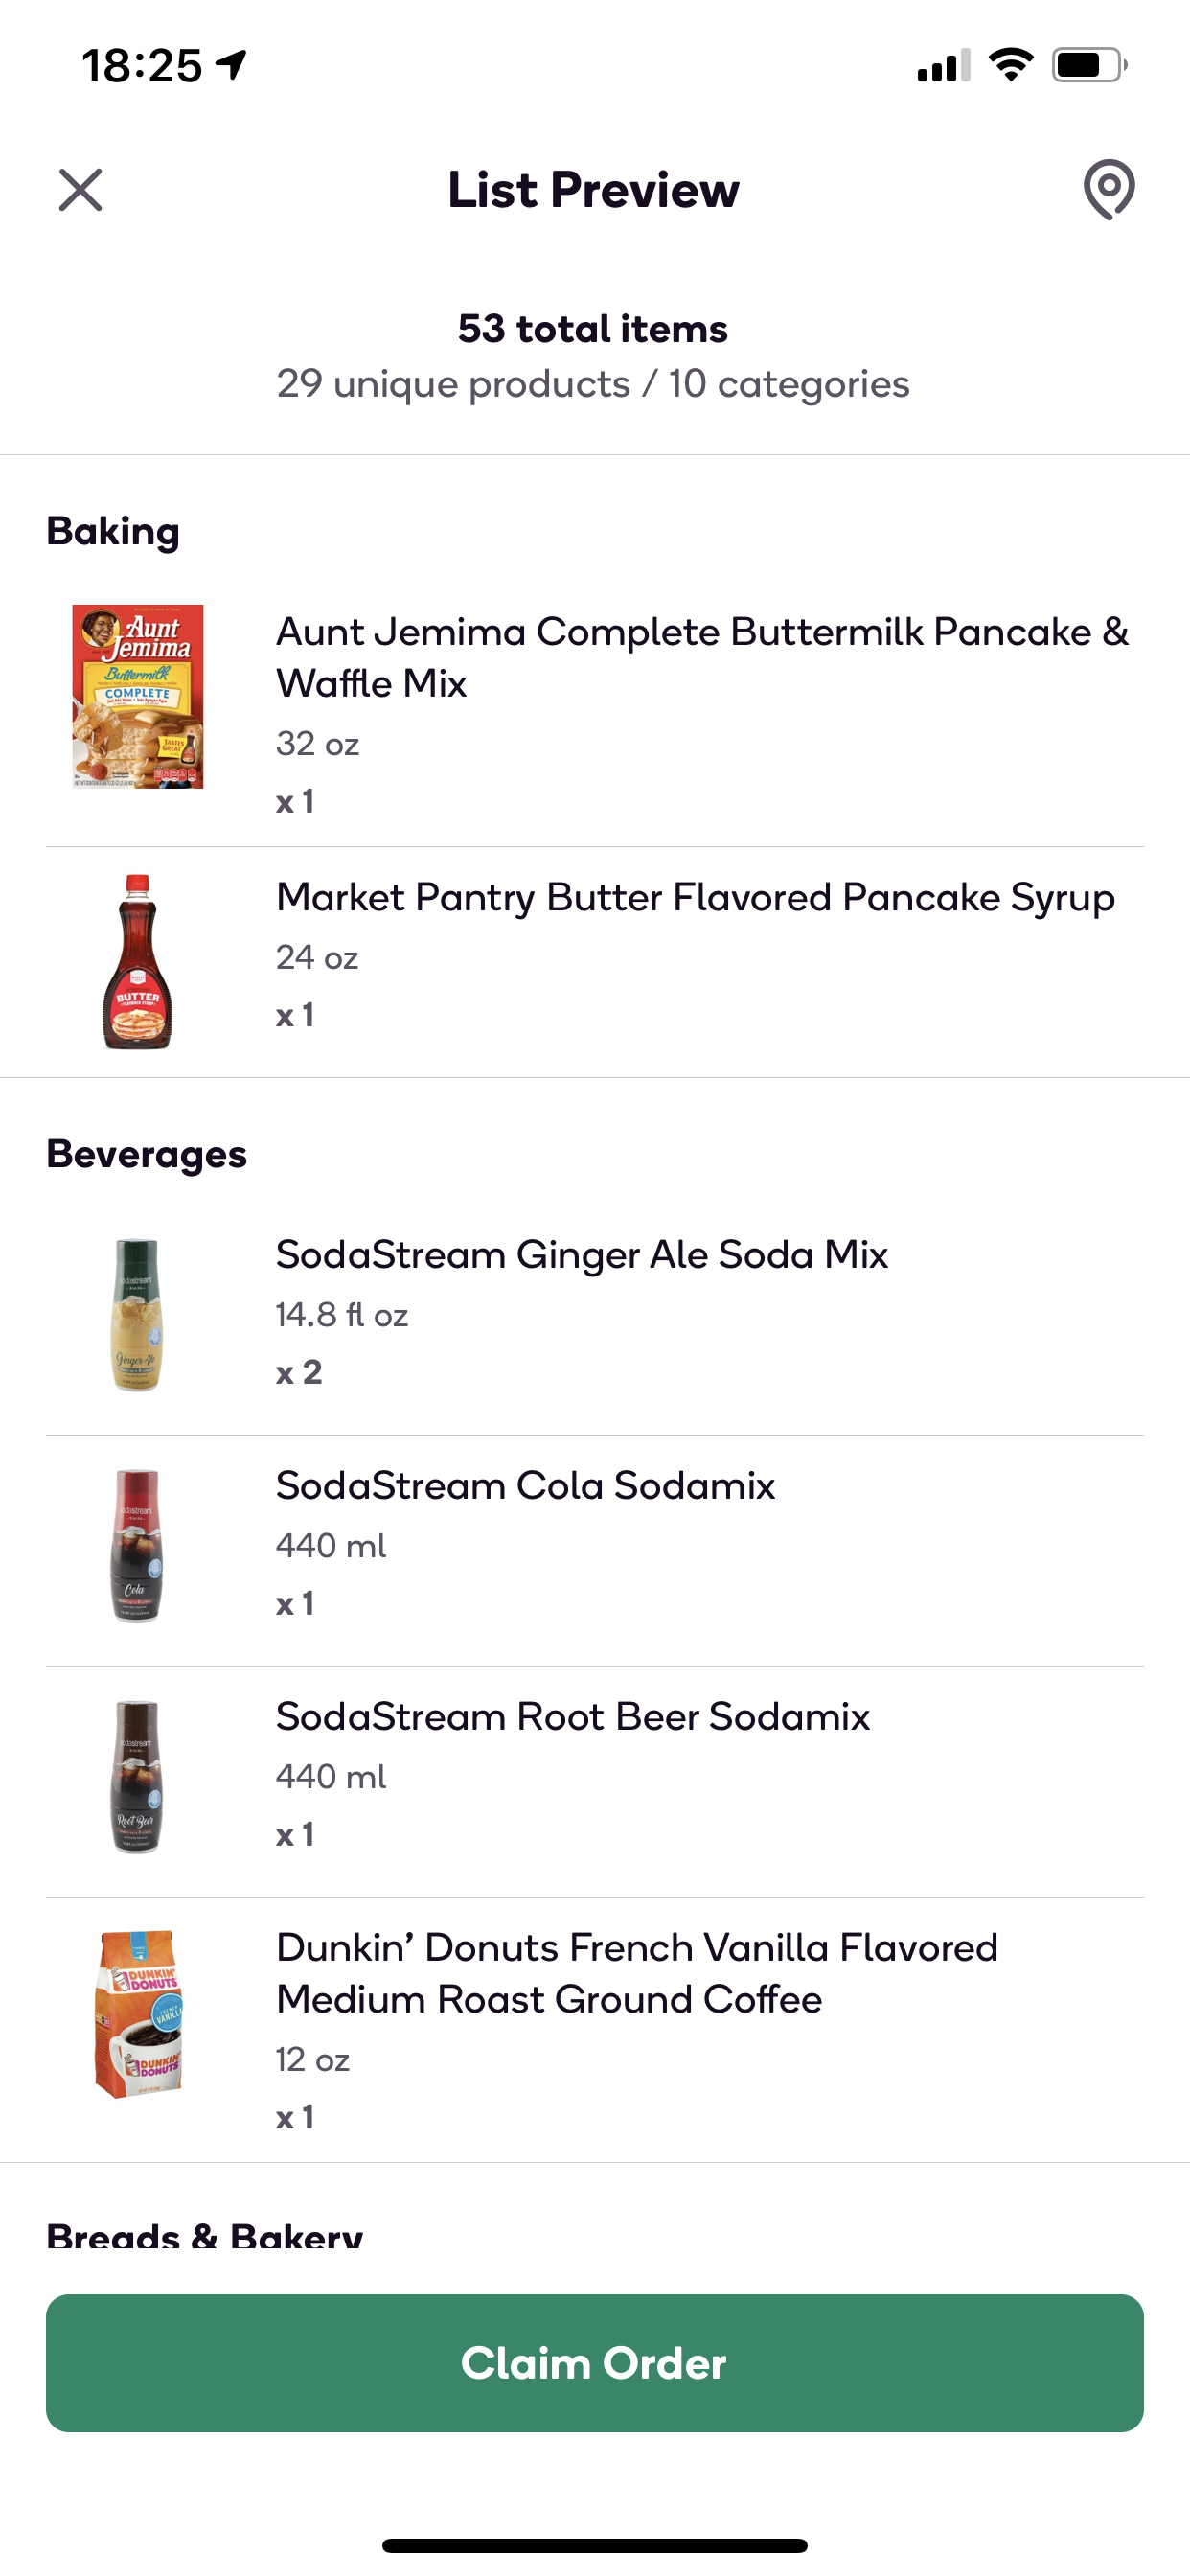 18:25
List Preview
53 total items
29 unique products / 10 categories
Baking
Aunt
Jemima
Buttermilk
COMPLETE
TASTES
GREAT
Aunt Jemima Complete Buttermilk Pancake &
Waffle Mix
32 oz
x 1
BUTTER
Market Pantry Butter Flavored Pancake Syrup
24 oz
x 1
Beverages
sodastream
Ginger Ale
SodaStream Ginger Ale Soda Mix
14.8 fl oz
x 2
sodastream
Cola
SodaStream Cola Sodamix
440 ml
x 1
sodastream
Root Beer
SodaStream Root Beer Sodamix
440 ml
x 1
DUNKIN'
DONUTS
FRENCH
VANILLA
DUNKIN'
DONUTS
Dunkin’ Donuts French Vanilla Flavored
Medium Roast Ground Coffee
12 oz
x 1
Breads & Bakery
Claim Order